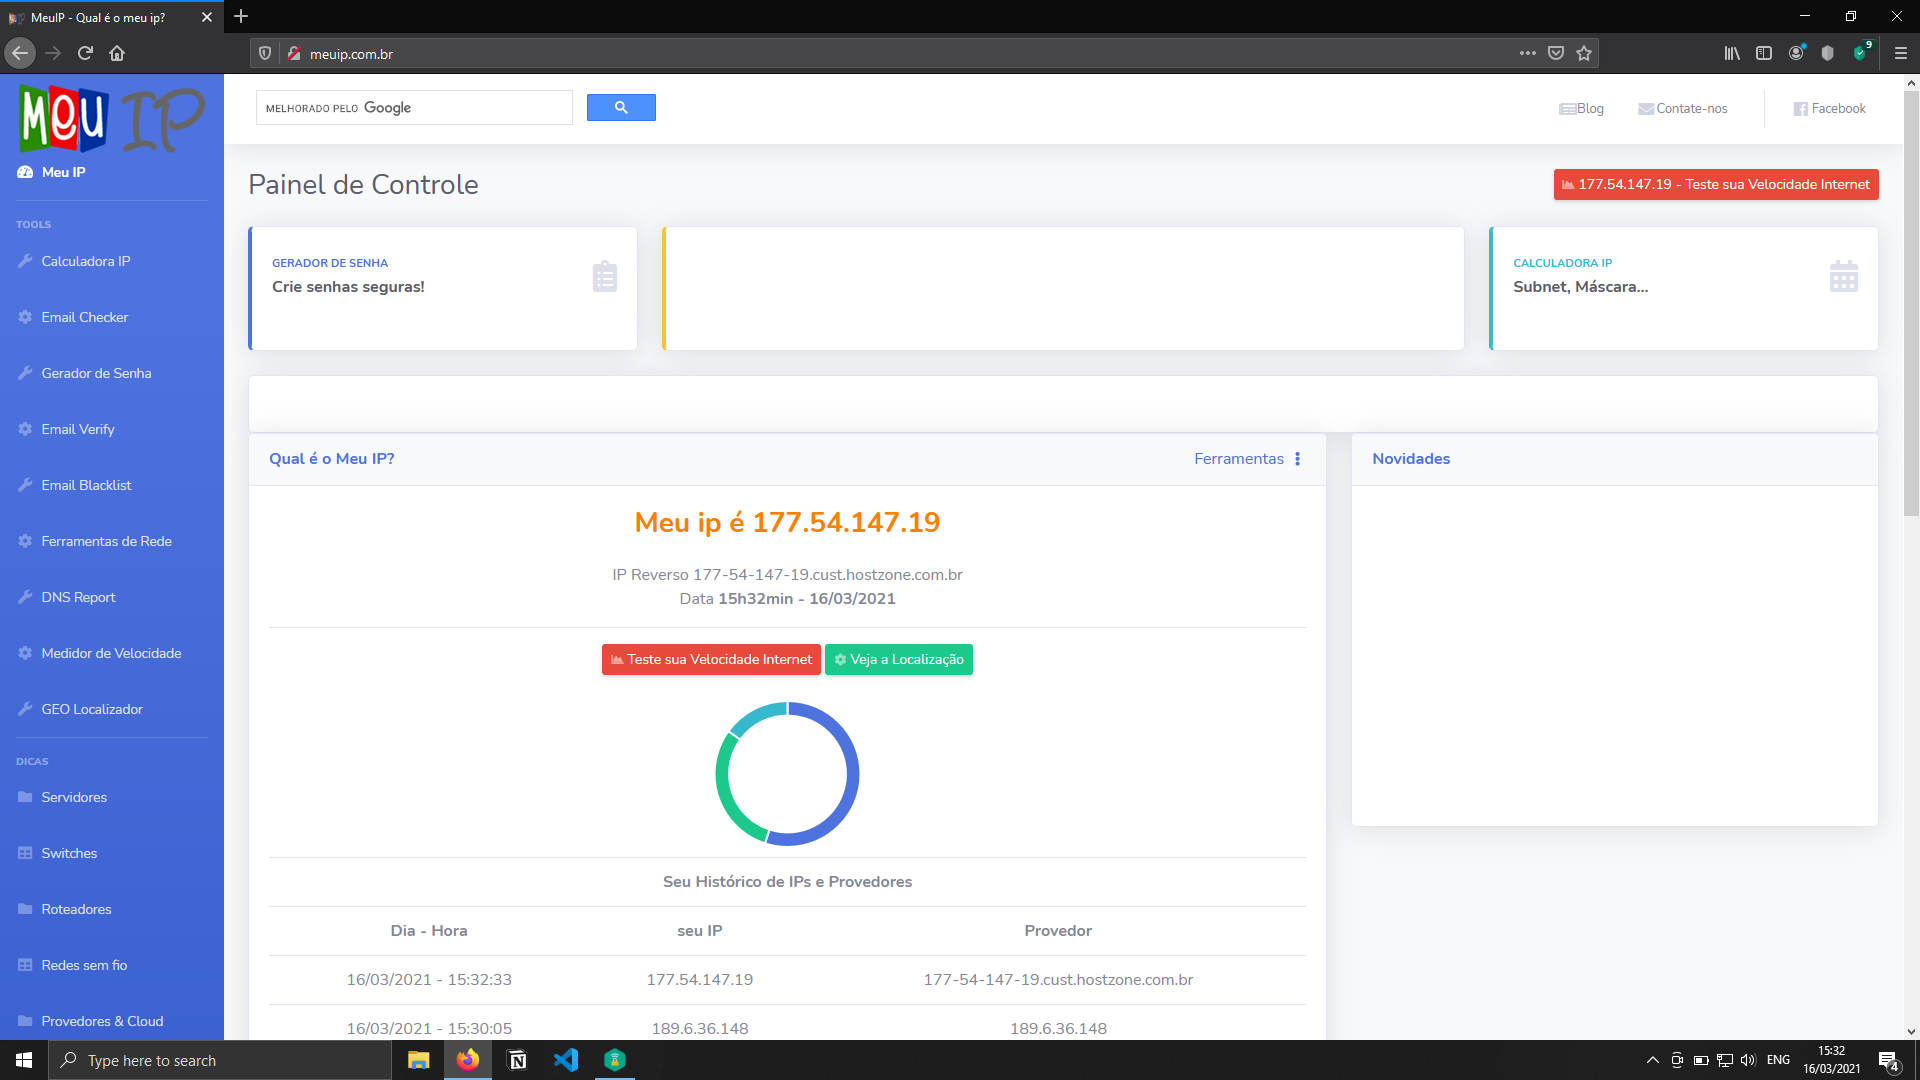 MeuIP - Qual é o meu ip?
meuip.com.br
9
Meu IP
MELHORADO PELO Google
Blog
Contate-nos
Facebook
Meu IP
TOOLS
Calculadora IP
Email Checker
Gerador de Senha
Email Verify
Email Blacklist
Ferramentas de Rede
DNS Report
Medidor de Velocidade
GEO Localizador
DICAS
Servidores
Switches
Roteadores
Redes sem fio
Provedores & Cloud
Painel de Controle
177.54.147.19 - Teste sua Velocidade Internet
GERADOR DE SENHA
Crie senhas seguras!
CALCULADORA IP
Subnet, Máscara...
Qual é o Meu IP?
Ferramentas
Meu ip é 177.54.147.19
IP Reverso 177-54-147-19.cust.hostzone.com.br
Data 15h32min - 16/03/2021
Teste sua Velocidade Internet
Veja a Localização
Seu Histórico de IPs e Provedores
Dia - Hora seu IP Provedor
16/03/2021 - 15:32:33 177.54.147.19 177-54-147-19.cust.hostzone.com.br
16/03/2021 - 15:30:05 189.6.36.148 189.6.36.148
Novidades
Type here to search
ENG
15:32
16/03/2021
4